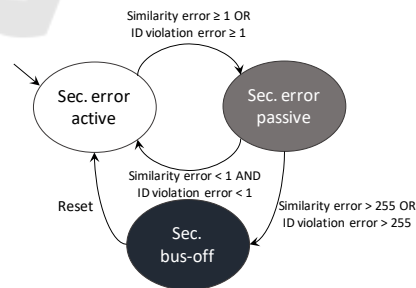 Similarity error ≥ 1 OR
ID violation error ≥ 1
Sec. error
active
Sec. error
passive
Similarity error < 1 AND
ID violation error < 1
Reset
Similarity error > 255 OR
ID violation error > 255
Sec.
bus-off